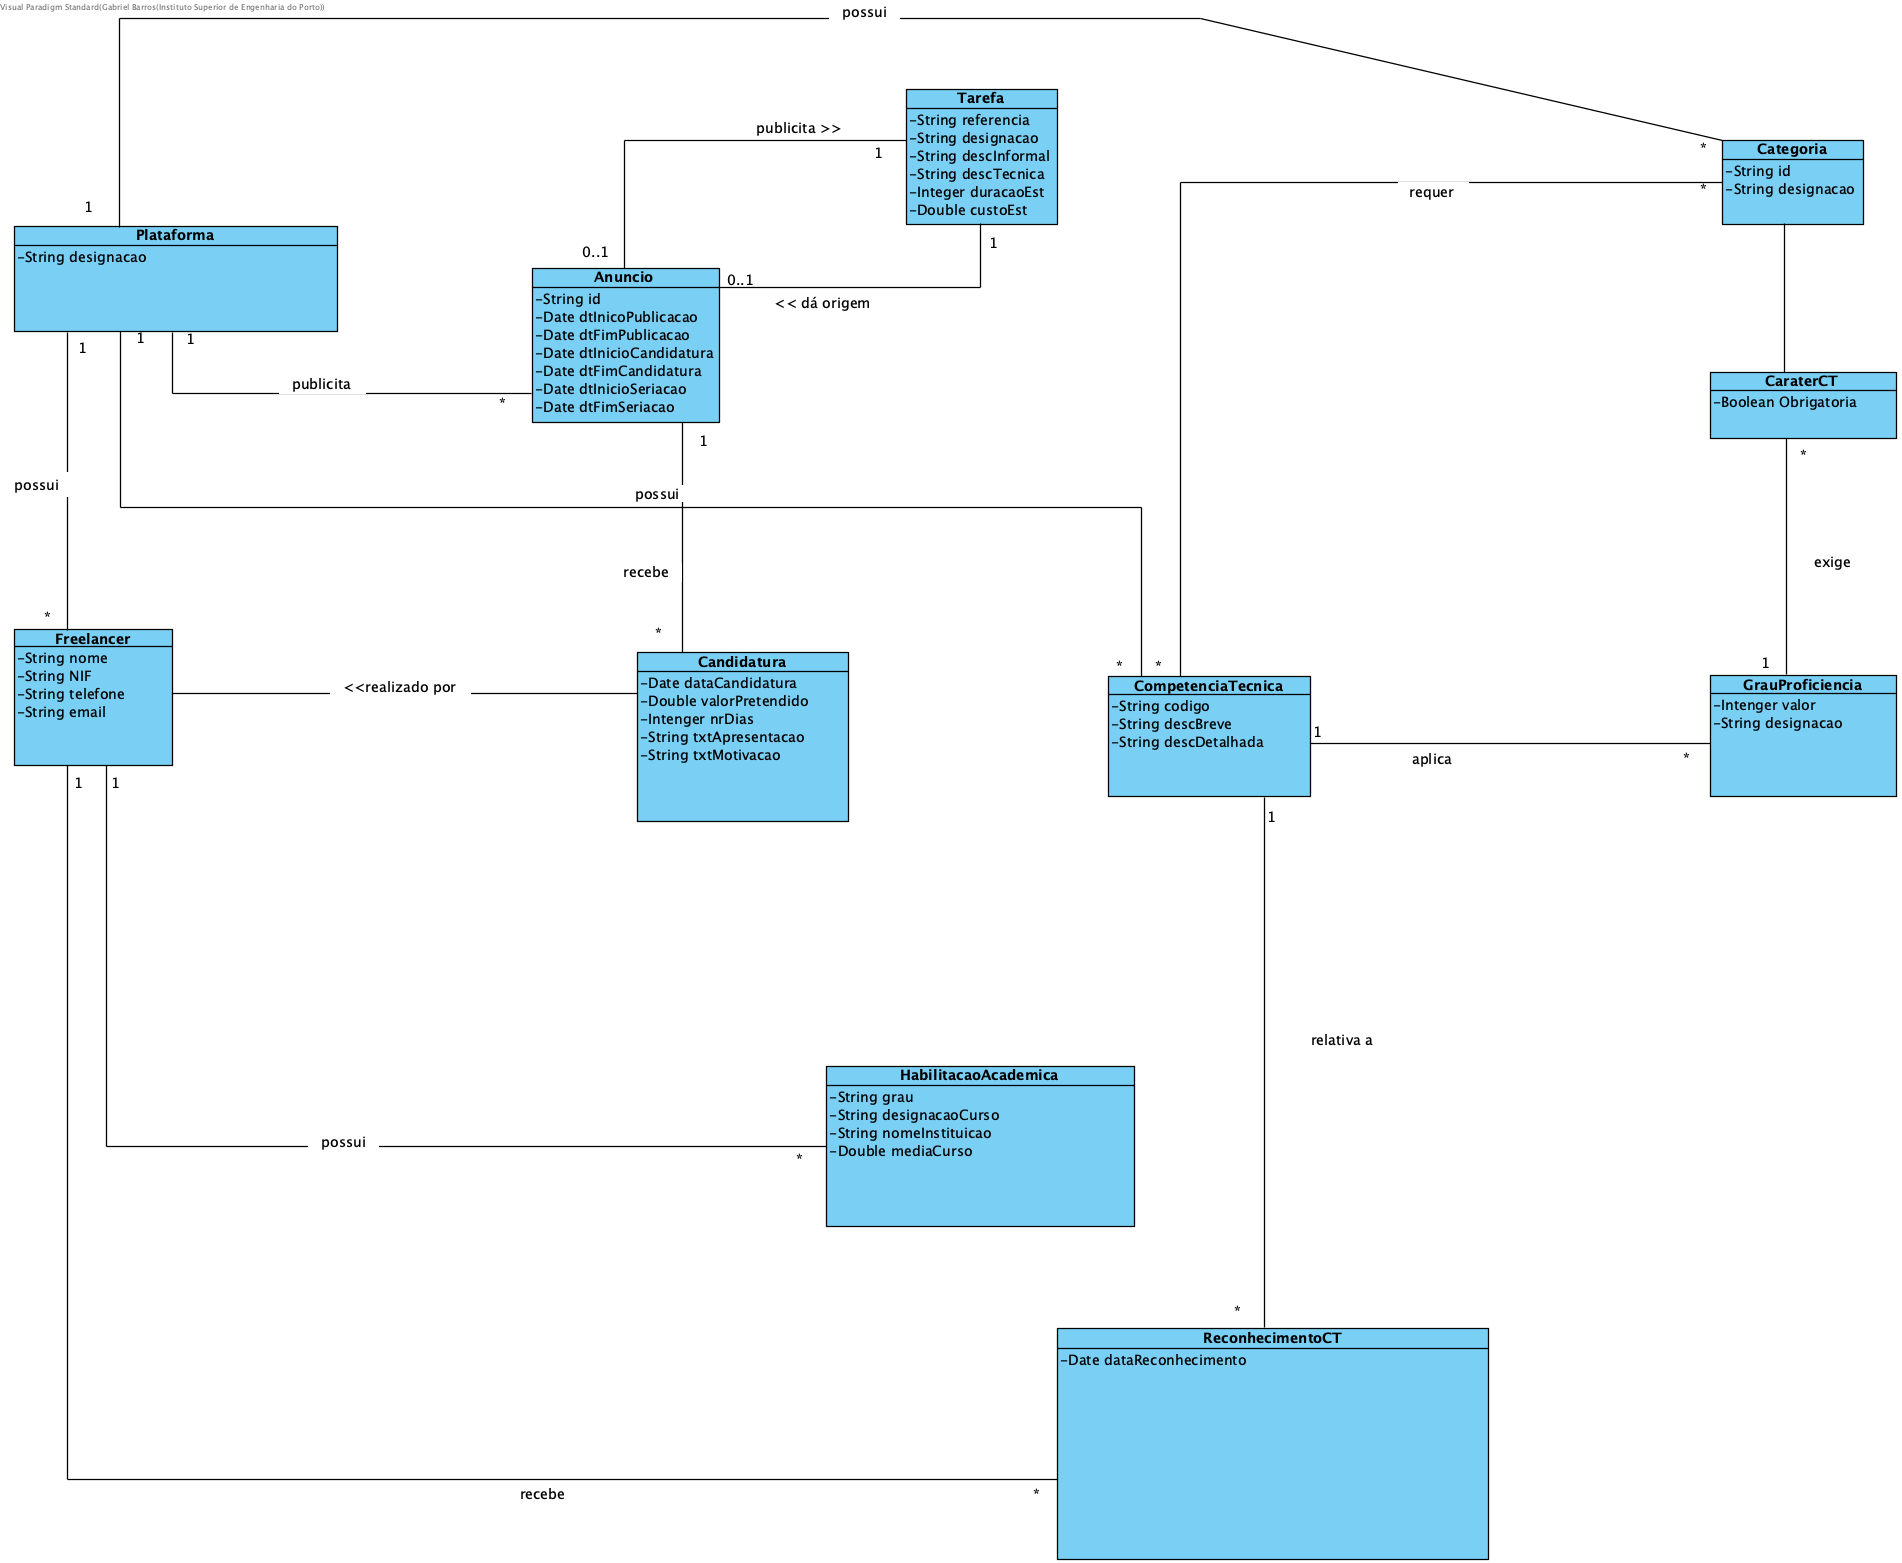 Visual Paradigm Standard(Gabriel Barros(Instituto Superior de Engenharia do Porto))
possui
Tarefa
-String referencia
-String designacao
-String descInformal
-String descTecnica
-Integer duracaoEst
-Double custoEst
publicita >>
1
*
Categoria
-String id
-String designacao
requer
*
1
Plataforma
-String designacao
0..1
1
Anuncio
-String id
-Date dtInicoPublicacao
-Date dtFimPublicacao
-Date dtInicioCandidatura
-Date dtFimCandidatura
-Date dtInicioSeriacao
-Date dtFimSeriacao
0..1
<< dá origem
1
1
1
publicita
*
CaraterCT
-Boolean Obrigatoria
1
*
possui
possui
exige
recebe
*
*
*
*
1
Freelancer
-String nome
-String NIF
-String telefone
-String email
<<realizado por
Candidatura
-Date dataCandidatura
-Double valorPretendido
-Intenger nrDias
-String txtApresentacao
-String txtMotivacao
CompetenciaTecnica
-String codigo
-String descBreve
-String descDetalhada
GrauProficiencia
-Intenger valor
-String designacao
1
aplica
*
1
1
1
relativa a
HabilitacaoAcademica
-String grau
-String designacaoCurso
-String nomeInstituicao
-Double mediaCurso
possui
*
*
ReconhecimentoCT
-Date dataReconhecimento
recebe
*